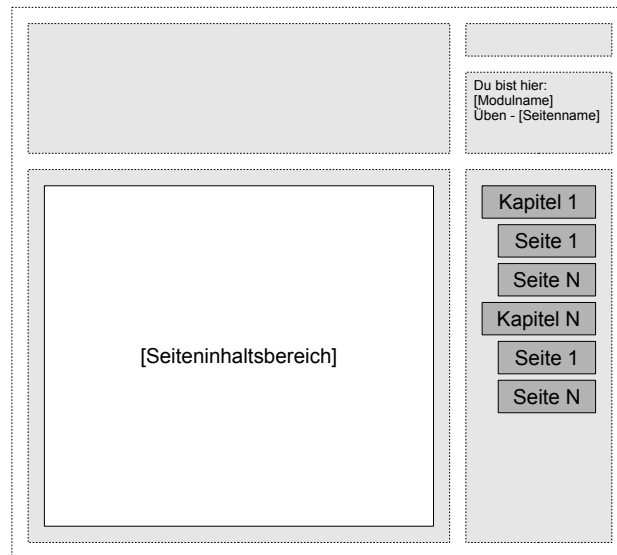 Du bist hier:
[Modulname]
Üben - [Seitenname]
Kapitel 1
Seite 1
Seite N
Kapitel N
Seite 1
Seite N
[Seiteninhaltsbereich]